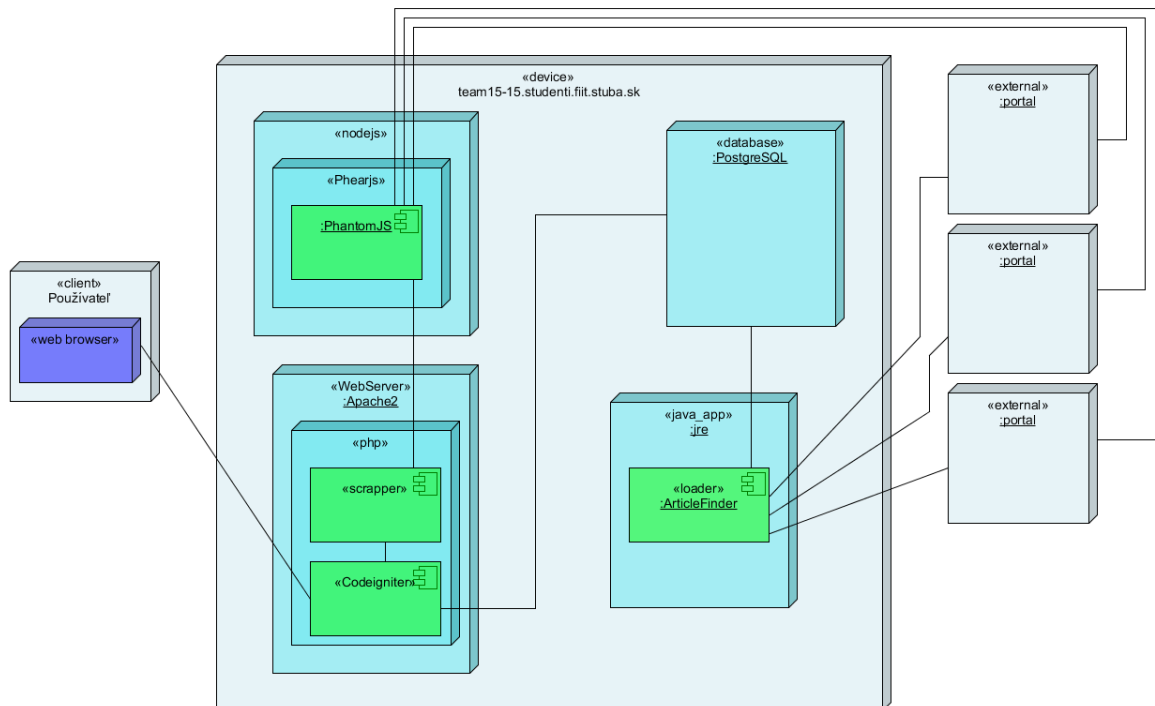 «device»
team15-15.studenti.fiit.stuba.sk
«nodejs»
«Phearjs»
:PhantomJS
«database»
:PostgreSQL
«external»
:portal
«external»
:portal
«external»
:portal
«client»
Používateľ
«web browser»
«WebServer»
:Apache2
«php»
«scrapper»
«Codeigniter»
«java_app»
:jre
«loader»
:ArticleFinder